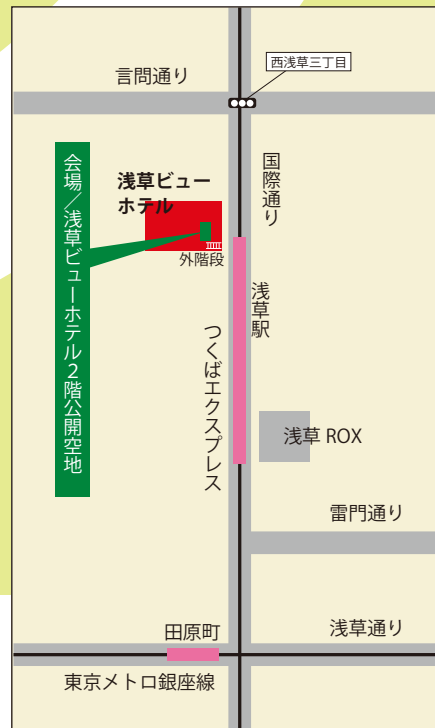 西浅草三丁目
言問通り
国際通り
浅草ビュー
ホテル
会場／浅草ビューホテル２階公開空地
外階段
浅草駅
つくばエクスプレス
浅草 ROX
雷門通り
田原町
浅草通り
東京メトロ銀座線